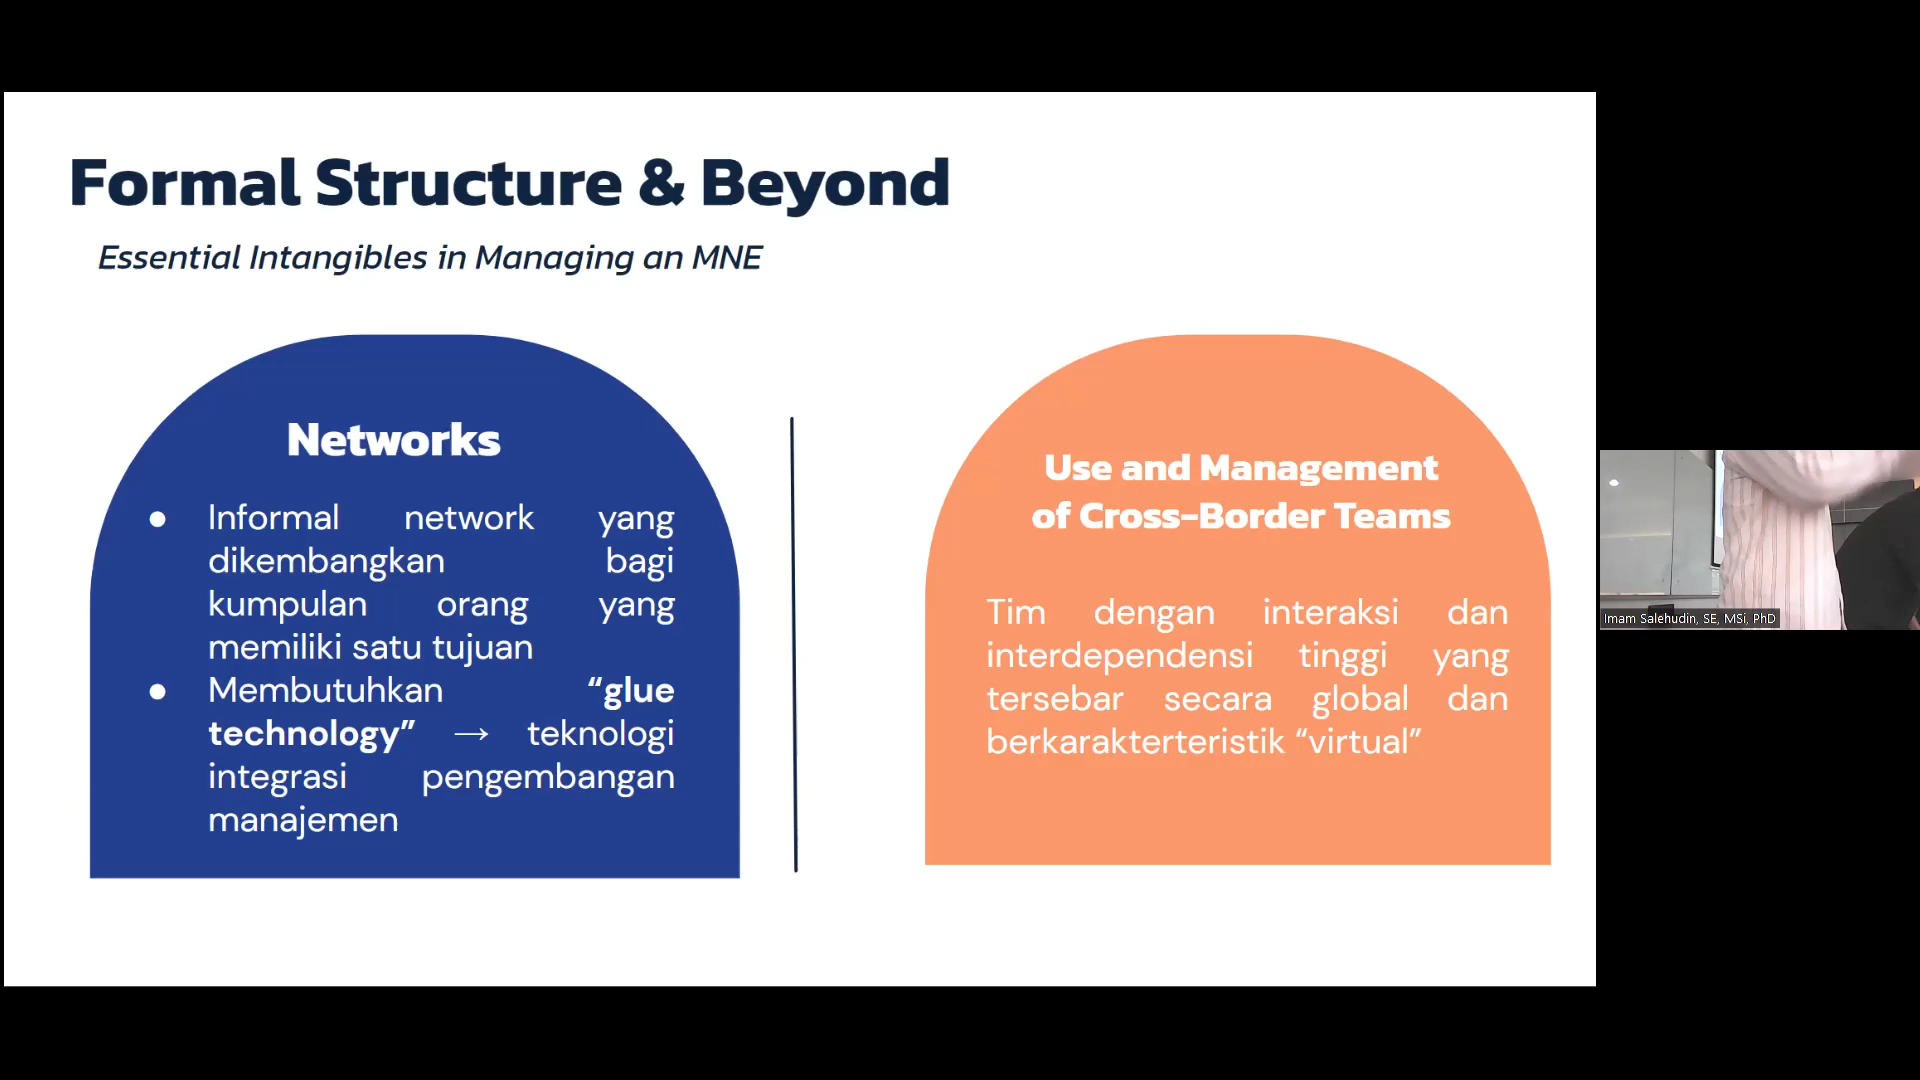 Formal Structure & Beyond
Essential Intangibles in Managing an MNE
Networks
● Informal network yang
dikembangkan bagi
kumpulan orang yang
memiliki satu tujuan
● Membutuhkan “glue
technology” → teknologi
integrasi pengembangan
manajemen
Use and Management
of Cross-Border Teams
Tim dengan interaksi dan
interdependensi tinggi yang
tersebar secara global dan
berkarakterteristik “virtual”
Imam Salehudin, SE, MSi, PhD